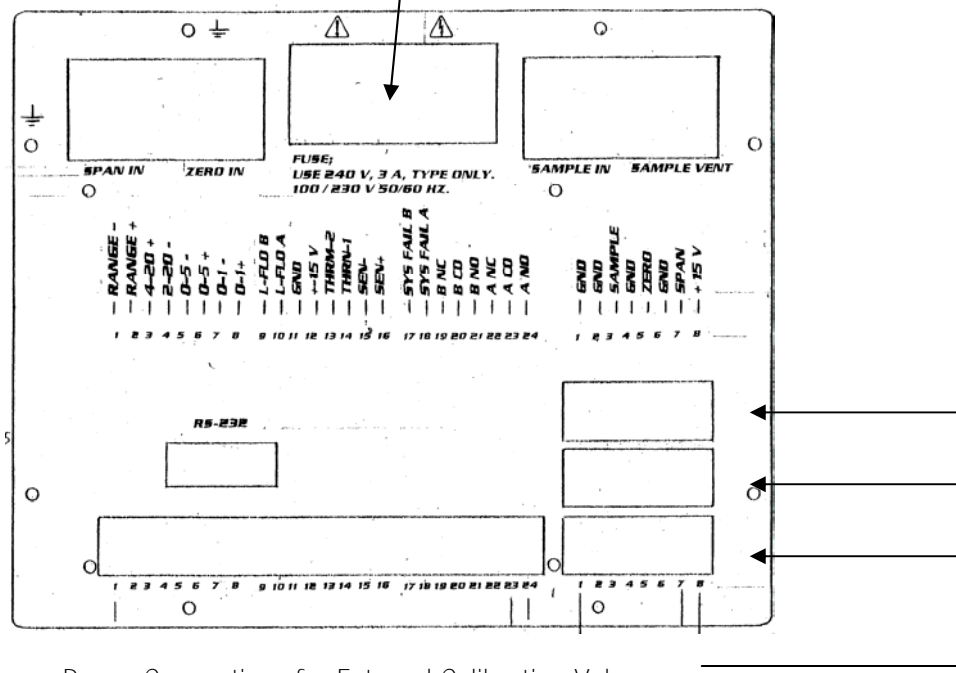 SPAN IN ZERO IN
FUSE;
USE 240 V, 3 A, TYPE ONLY.
100 / 230 V 50/60 HZ.
SAMPLE IN SAMPLE VENT
RANGE -
RANGE +
4-20 +
2-20 -
0-5 -
0-5 +
0-1 -
0-1+
L-FLO B
L-FLO A
GND
+-15 V
THRM-2
THRN-1
SEN-
SEN+
SYS FAIL B
SYS FAIL A
B NC
B CO
B NO
A NC
A CO
A NO
GND
GND
SAMPLE
GND
ZERO
GND
SPAN
+ 15 V
1 2 3 4 5 6 7 8 9 10 11 12 13 14 15 16 17 18 19 20 21 22 23 24 1 2 3 4 5 6 7 8
RS-232
1 2 3 4 5 6 7 8 9 10 11 12 13 14 15 16 17 18 19 20 21 22 23 24 1 2 3 4 5 6 7 8